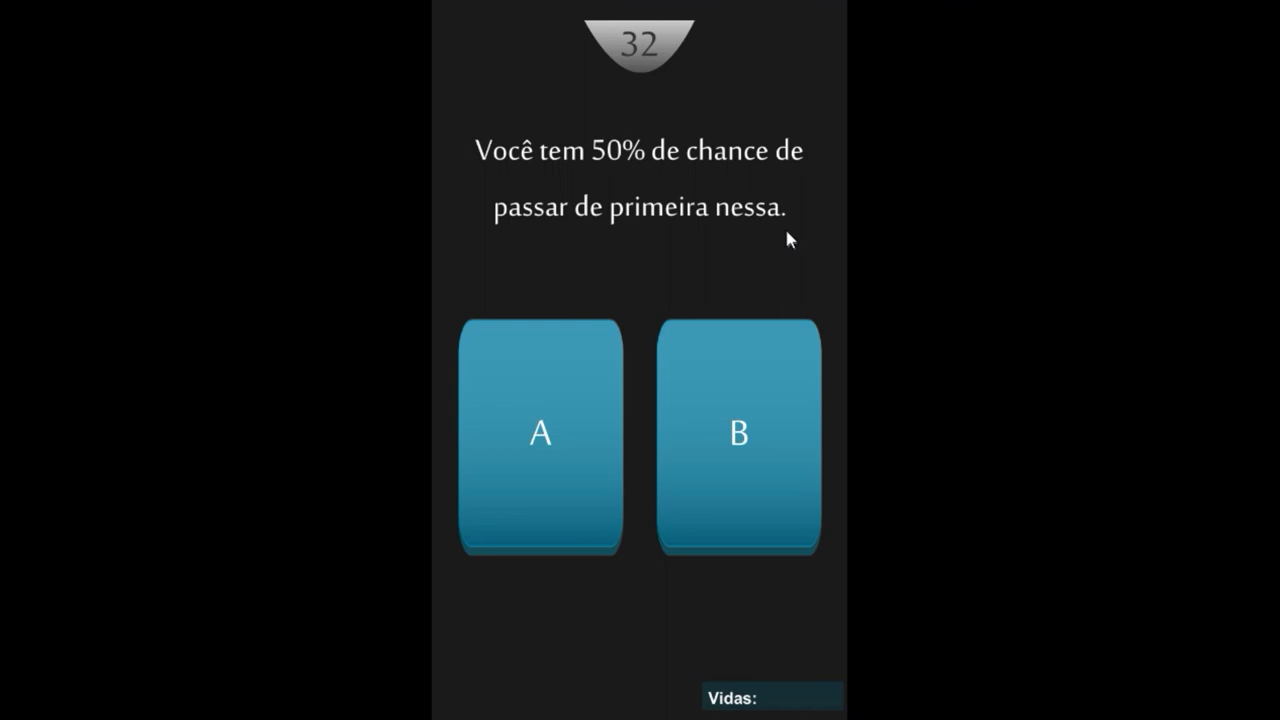 32
Você tem 50% de chance de
passar de primeira nessa.
A
B
Vidas: